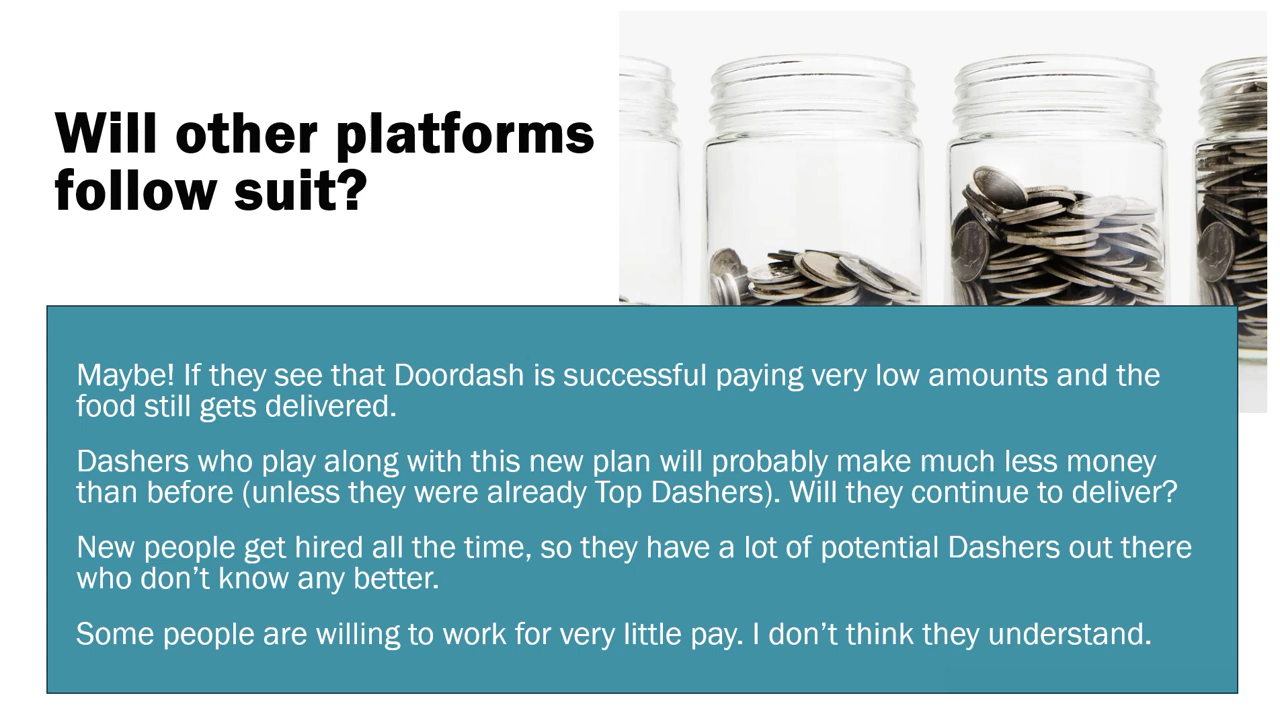 Will other platforms
follow suit?
Maybe! If they see that Doordash is successful paying very low amounts and the
food still gets delivered.
Dashers who play along with this new plan will probably make much less money
than before (unless they were already Top Dashers). Will they continue to deliver?
New people get hired all the time, so they have a lot of potential Dashers out there
who don’t know any better.
Some people are willing to work for very little pay. I don’t think they understand.